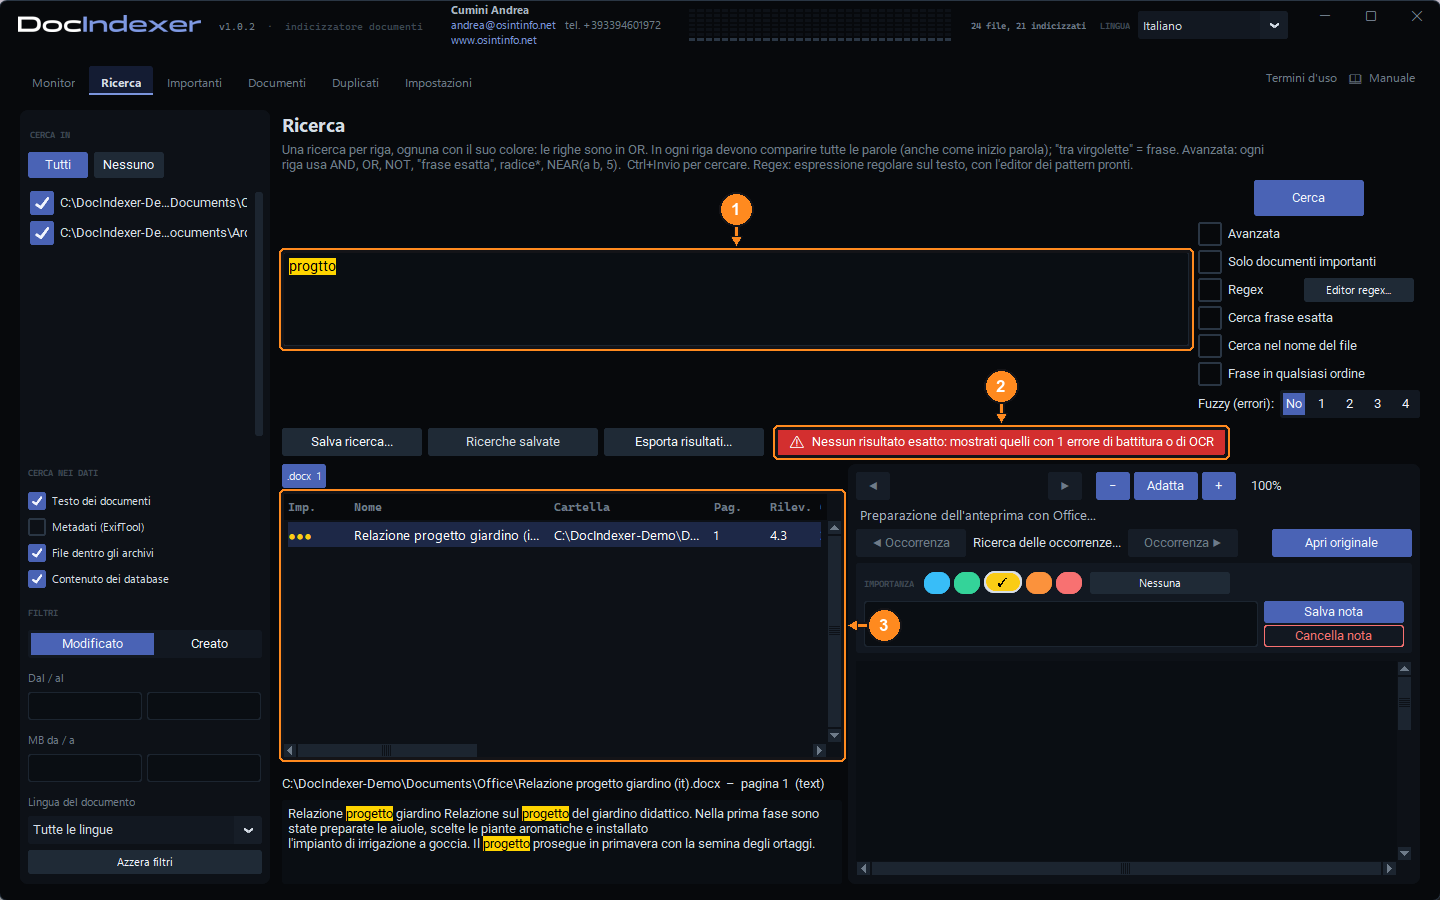 DocIndexer v1.0.2 · indicizzatore documenti
Cumini Andrea
andrea@osintinfo.net tel. +393394601972
www.osintinfo.net
24 file, 21 indicizzati LINGUA Italiano
Monitor Ricerca Importanti Documenti Duplicati Impostazioni
Termini d'uso Manuale
CERCA IN
Tutti Nessuno
C:\DocIndexer-De...Documents\C
C:\DocIndexer-De...ocuments\Arc
CERCA NEI DATI
Testo dei documenti
Metadati (ExifTool)
File dentro gli archivi
Contenuto dei database
FILTRI
Modificato Creato
Dal / al
MB da / a
Lingua del documento
Tutte le lingue
Azzera filtri
Ricerca
Una ricerca per riga, ognuna con il suo colore: le righe sono in OR. In ogni riga devono comparire tutte le parole (anche come inizio parola); "tra virgolette" = frase. Avanzata: ogni
riga usa AND, OR, NOT, "frase esatta", radice*, NEAR(a b, 5). Ctrl+Invio per cercare. Regex: espressione regolare sul testo, con l'editor dei pattern pronti.
1
progtto
Cerca
Avanzata
Solo documenti importanti
Regex Editor regex...
Cerca frase esatta
Cerca nel nome del file
Frase in qualsiasi ordine
Fuzzy (errori): No 1 2 3 4
2
Salva ricerca... Ricerche salvate Esporta risultati... Nessun risultato esatto: mostrati quelli con 1 errore di battitura o di OCR
.docx 1
Imp. Nome Cartella Pag. Rilev.
Relazione progetto giardino (i... C:\DocIndexer-Demo\D... 1 4.3
3
C:\DocIndexer-Demo\Documents\Office\Relazione progetto giardino (it).docx – pagina 1 (text)
Relazione progetto giardino Relazione sul progetto del giardino didattico. Nella prima fase sono
state preparate le aiuole, scelte le piante aromatiche e installato
l'impianto di irrigazione a goccia. Il progetto prosegue in primavera con la semina degli ortaggi.
− Adatta + 100%
Preparazione dell'anteprima con Office...
Occorrenza Ricerca delle occorrenze... Occorrenza Apri originale
IMPORTANZA Nessuna
Salva nota
Cancella nota